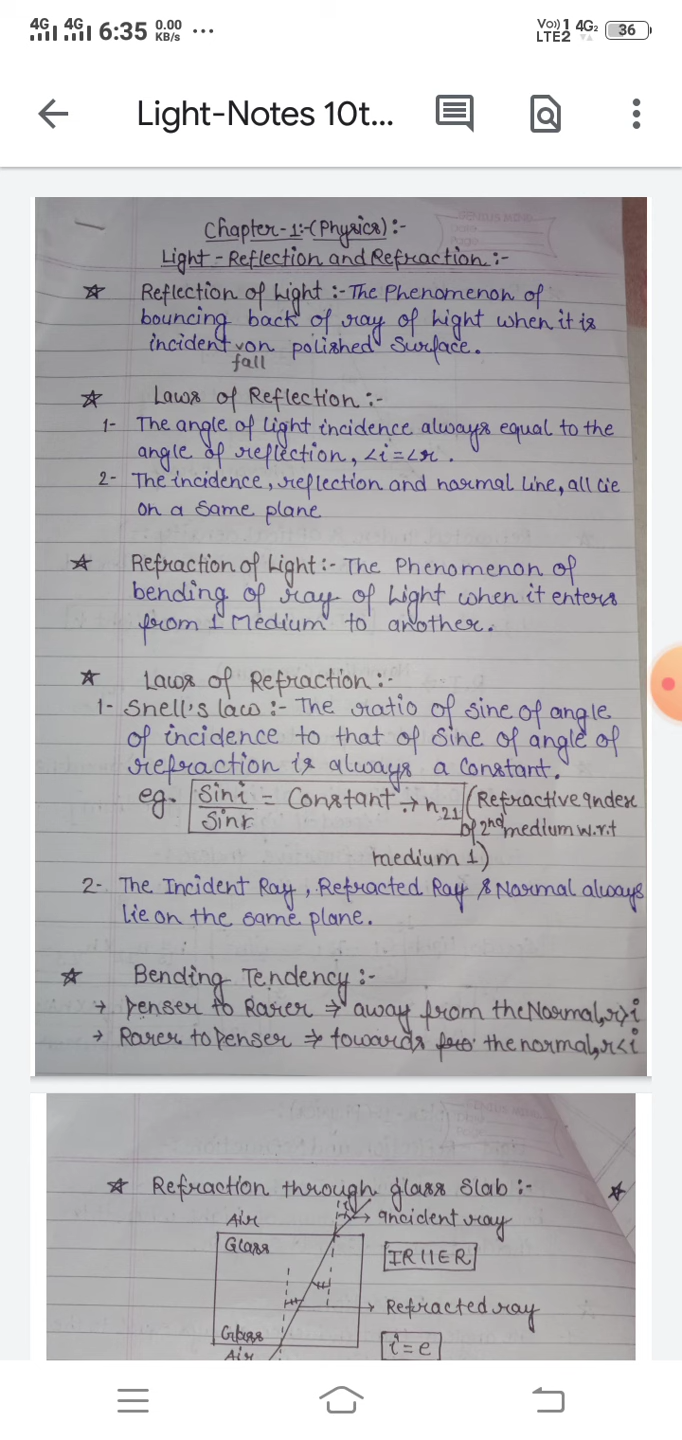 4G 4G 6:35 0.00 KB/s ... Vo)) 1 4G2 LTE2 36
Light-Notes 10t...
Chapter-1:-(Physics):-
Light - Reflection and Refraction:-
☆ Reflection of Light :- The Phenomenon of
bouncing back of ray of Light when it is
incident on polished Surface.
fall
☆ Laws of Reflection:-
1- The angle of Light incidence always equal to the
angle of reflection, ∠i=∠r.
2- The incidence, reflection and normal Line, all lie
on a same plane
☆ Refraction of Light:- The Phenomenon of
bending of ray of Light when it enters
from 1 Medium to another.
☆ Laws of Refraction:-
1- Snell's law:- The ratio of sine of angle
of incidence to that of Sine of angle of
refraction is always a Constant.
eg. Sini/Sinr = Constant → n21 (Refractive Index
of 2nd medium w.r.t
medium 1)
2- The Incident Ray, Refracted Ray & Normal always
Lie on the same plane.
☆ Bending Tendency:-
→ Denser to Rarer ⇒ away from the Normal, r>i
→ Rarer to Denser ⇒ towards the normal, r<i
☆ Refraction through glass Slab:-
Air → Incident ray
Glass IR11ER
→ Refracted ray
Glass i=e
Air